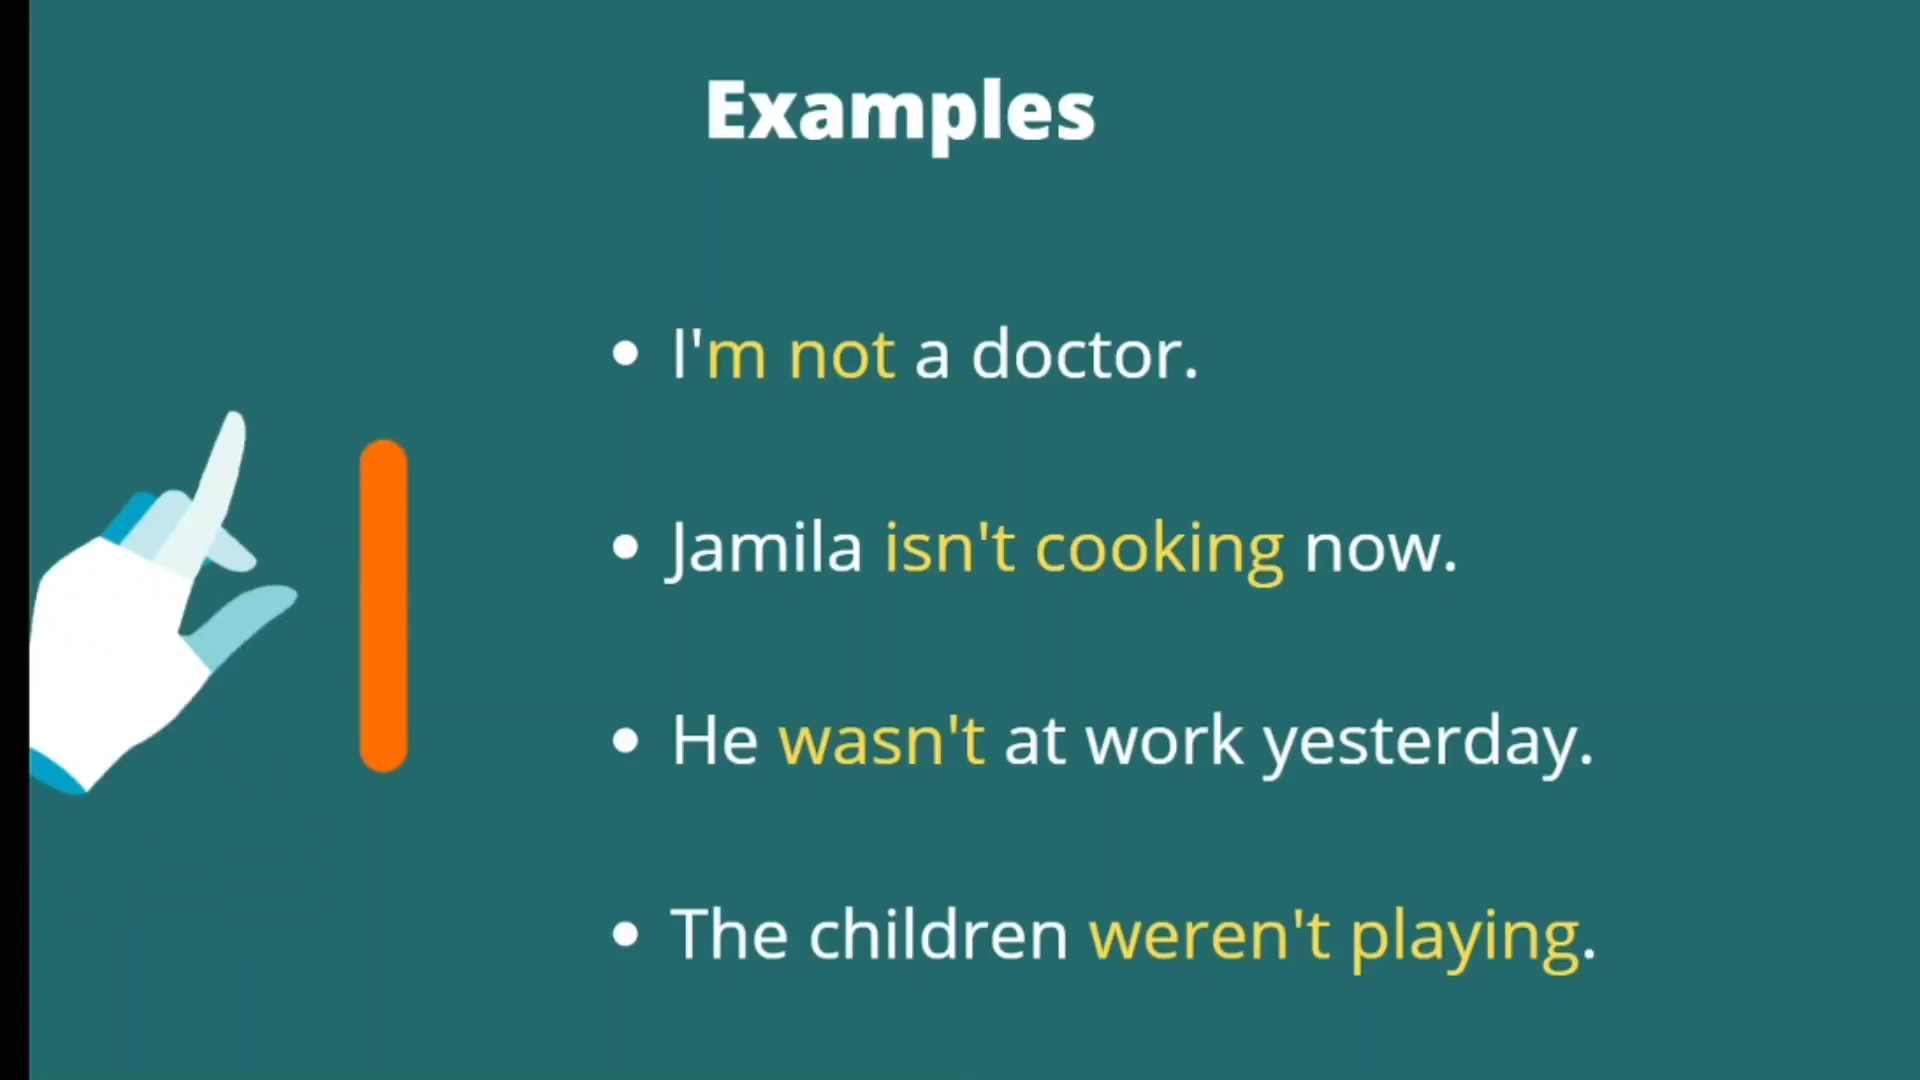 Examples
• I'm not a doctor.
• Jamila isn't cooking now.
• He wasn't at work yesterday.
• The children weren't playing.